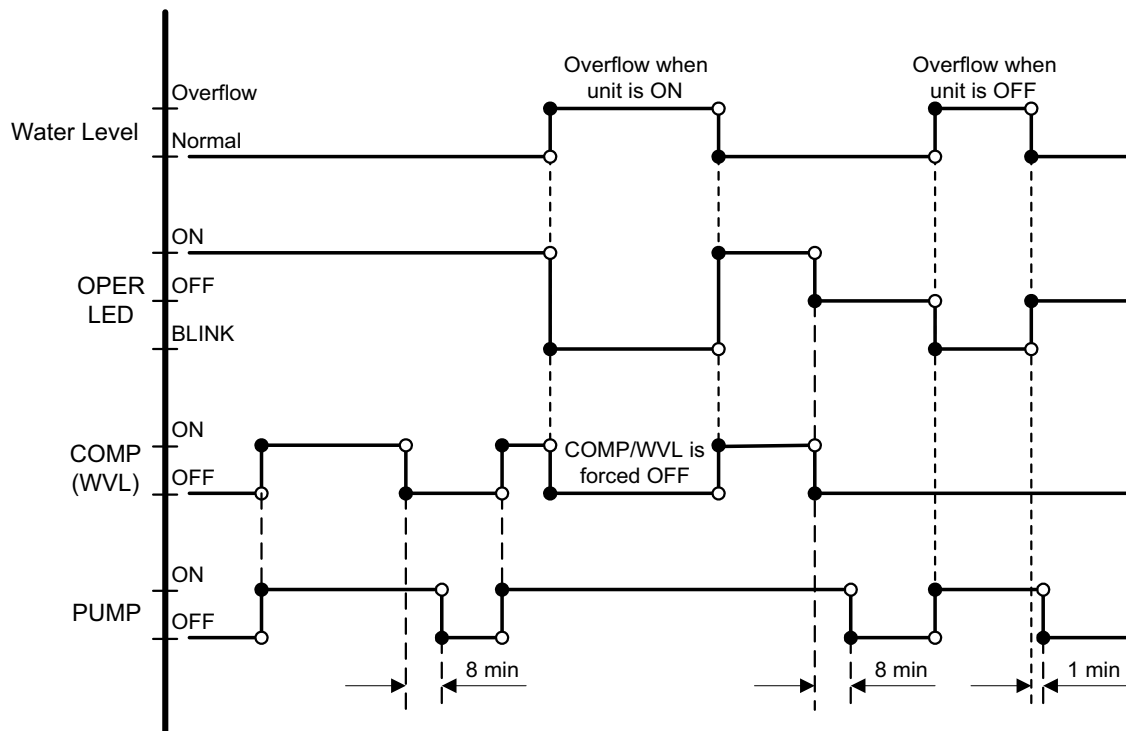 Overflow when
unit is ON
Overflow when
unit is OFF
Water Level
Overflow
Normal
OPER
LED
ON
OFF
BLINK
COMP
(WVL)
ON
OFF
COMP/WVL is
forced OFF
PUMP
ON
OFF
8 min
8 min
1 min